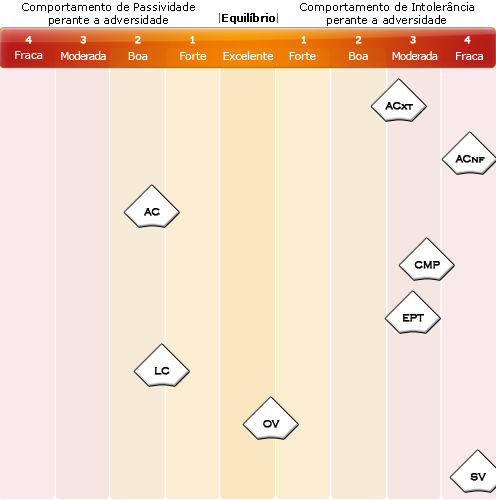 Comportamento de Passividade
perante a adversidade
|Equilíbrio|
Comportamento de Intolerância
perante a adversidade
4 3 2 1 1 2 3 4
Fraca Moderada Boa Forte Excelente Forte Boa Moderada Fraca
ACXT
ACNF
AC
CMP
EPT
LC
OV
SV